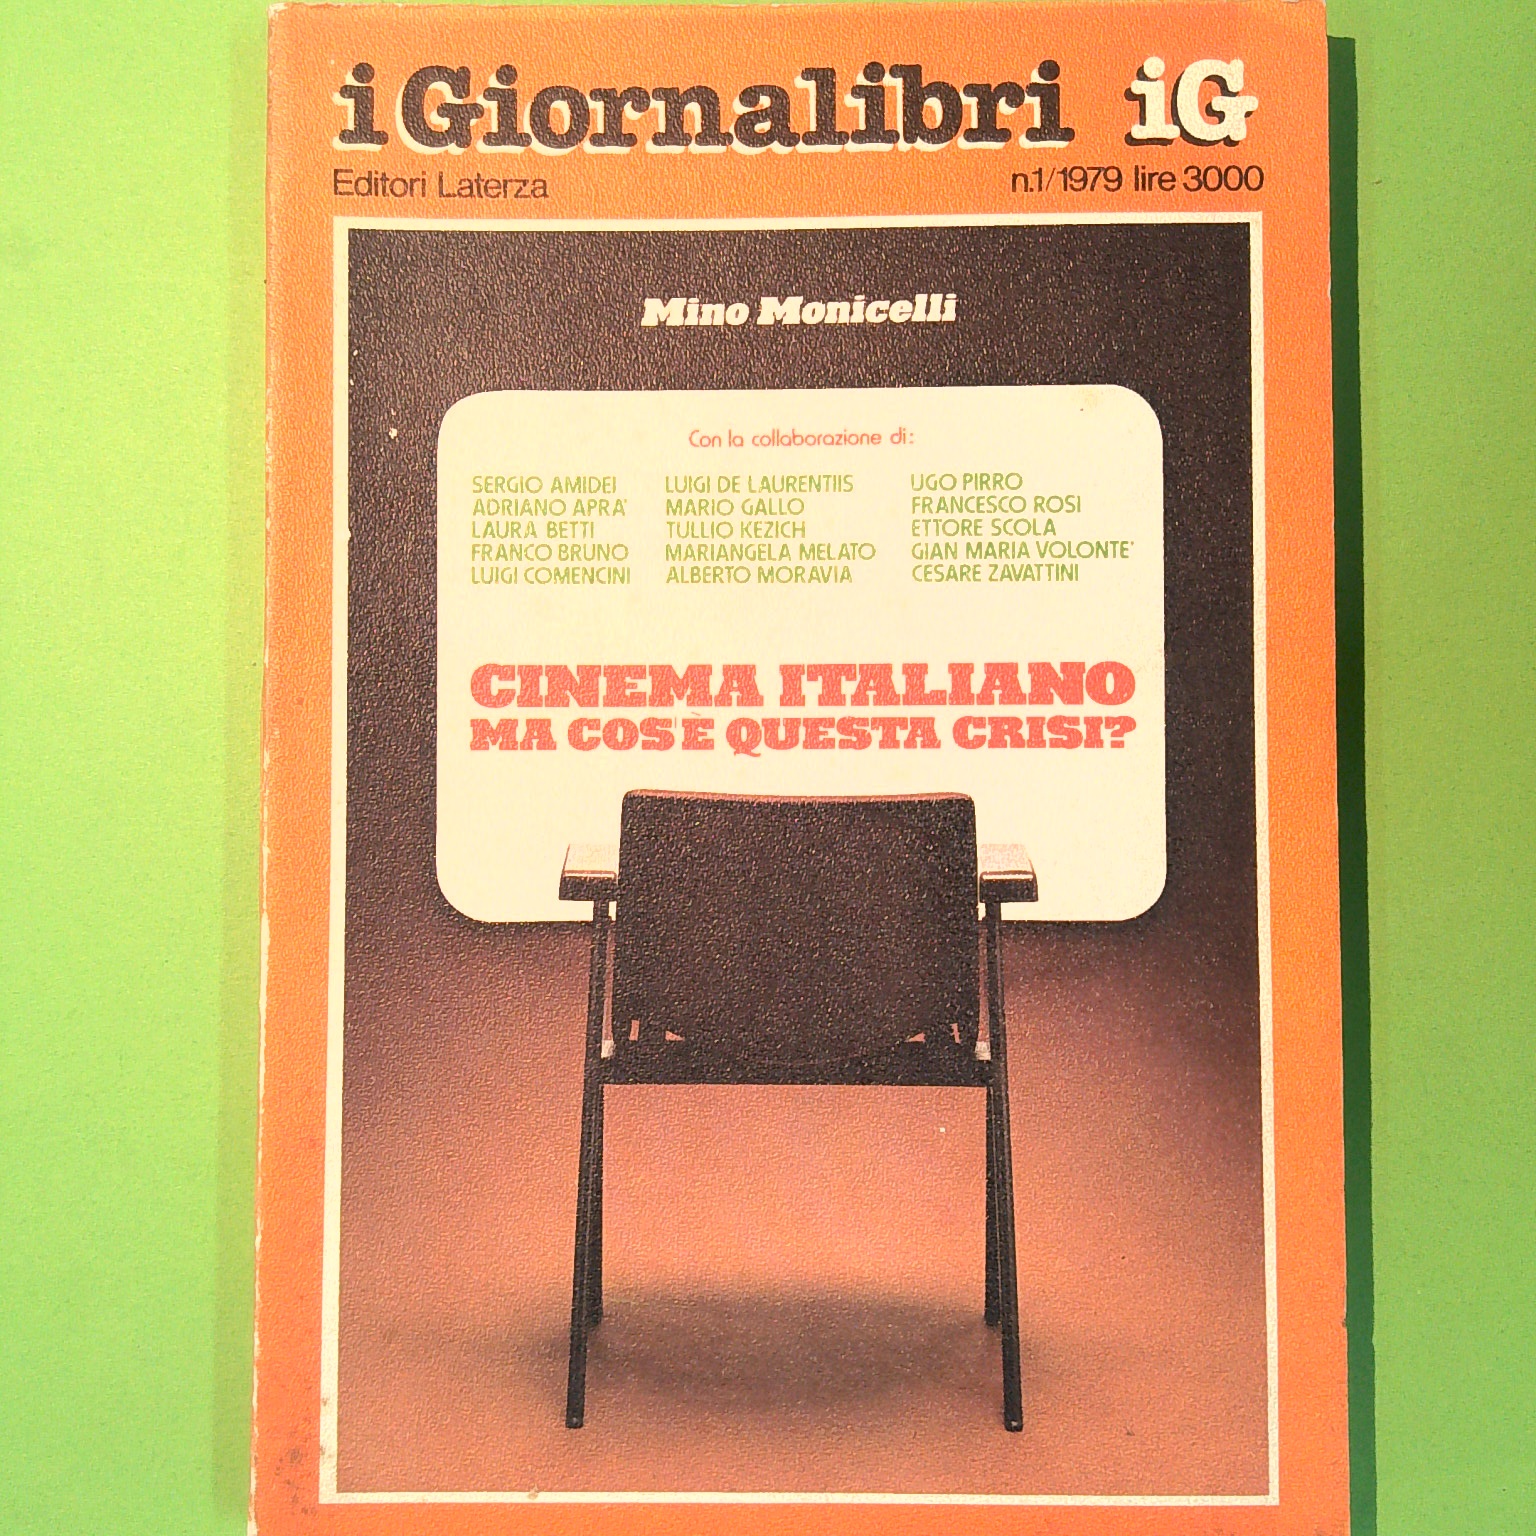 i Giornalibri iG
Editori Laterza n.1/1979 lire 3000
Mino Monicelli
Con la collaborazione di:
SERGIO AMIDEI LUIGI DE LAURENTIIS UGO PIRRO
ADRIANO APRA' MARIO GALLO FRANCESCO ROSI
LAURA BETTI TULLIO KEZICH ETTORE SCOLA
FRANCO BRUNO MARIANGELA MELATO GIAN MARIA VOLONTE'
LUIGI COMENCINI ALBERTO MORAVIA CESARE ZAVATTINI
CINEMA ITALIANO
MA COS'È QUESTA CRISI?